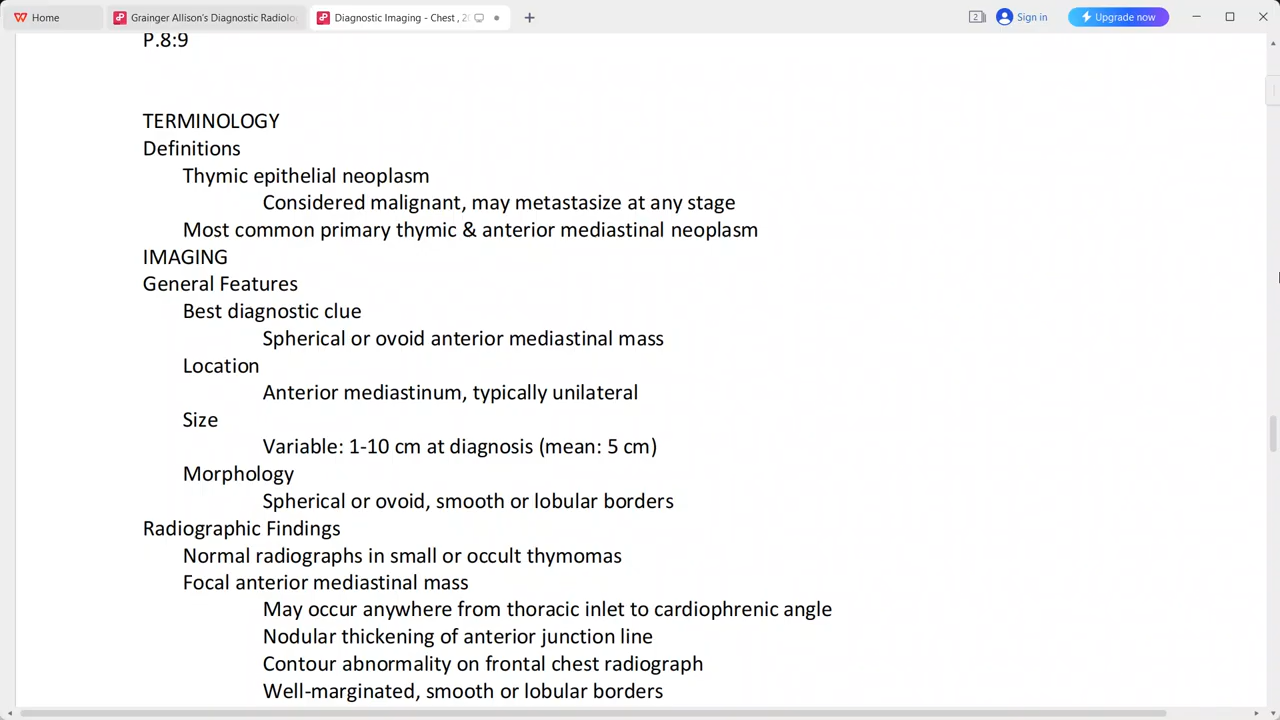 Home
Grainger Allison's Diagnostic Radiolo
Diagnostic Imaging - Chest , 20
2
Sign in
Upgrade now
P.8:9
TERMINOLOGY
Definitions
Thymic epithelial neoplasm
Considered malignant, may metastasize at any stage
Most common primary thymic & anterior mediastinal neoplasm
IMAGING
General Features
Best diagnostic clue
Spherical or ovoid anterior mediastinal mass
Location
Anterior mediastinum, typically unilateral
Size
Variable: 1-10 cm at diagnosis (mean: 5 cm)
Morphology
Spherical or ovoid, smooth or lobular borders
Radiographic Findings
Normal radiographs in small or occult thymomas
Focal anterior mediastinal mass
May occur anywhere from thoracic inlet to cardiophrenic angle
Nodular thickening of anterior junction line
Contour abnormality on frontal chest radiograph
Well-marginated, smooth or lobular borders